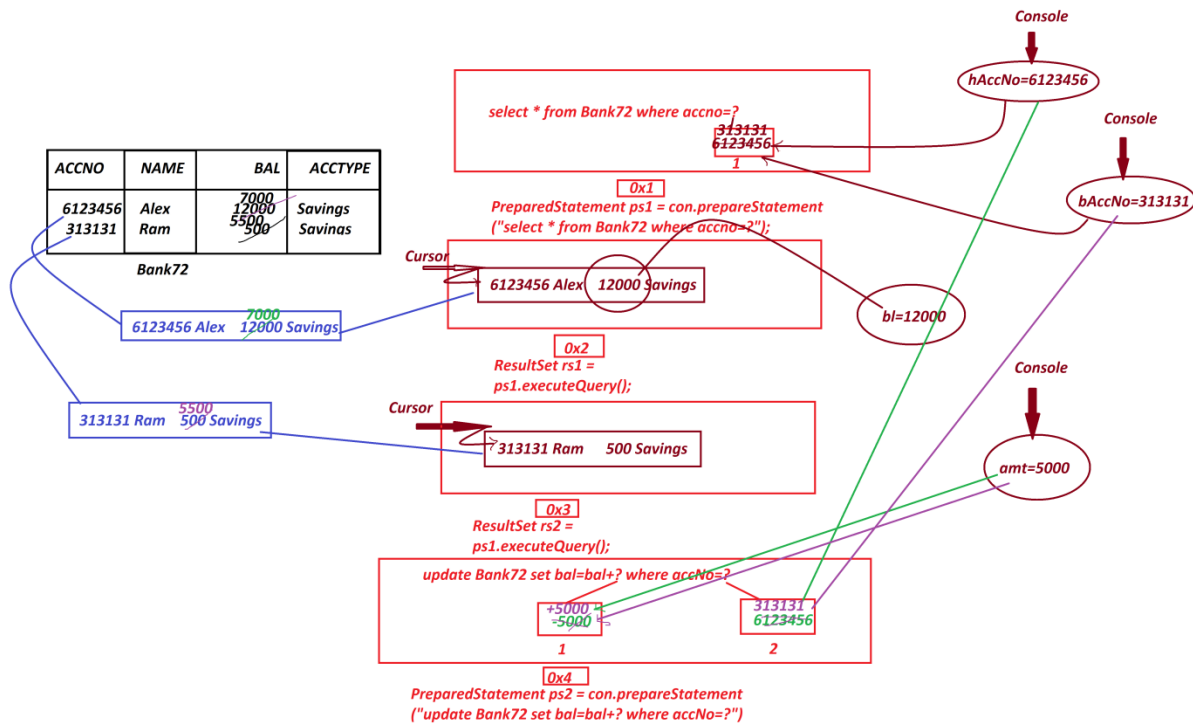 Console
hAccNo=6123456
select * from Bank72 where accno=?
313131
6123456
1
Console
bAccNo=313131
ACCNO NAME BAL ACCTYPE
7000
6123456 Alex 12000 Savings
5500
313131 Ram 500 Savings
Bank72
0x1
PreparedStatement ps1 = con.prepareStatement
("select * from Bank72 where accno=?");
Cursor
6123456 Alex 12000 Savings
bl=12000
7000
6123456 Alex 12000 Savings
0x2
ResultSet rs1 =
ps1.executeQuery();
Console
5500
313131 Ram 500 Savings
Cursor
313131 Ram 500 Savings
amt=5000
0x3
ResultSet rs2 =
ps1.executeQuery();
update Bank72 set bal=bal+? where accNo=?
+5000 313131
-5000 6123456
1 2
0x4
PreparedStatement ps2 = con.prepareStatement
("update Bank72 set bal=bal+? where accNo=?")